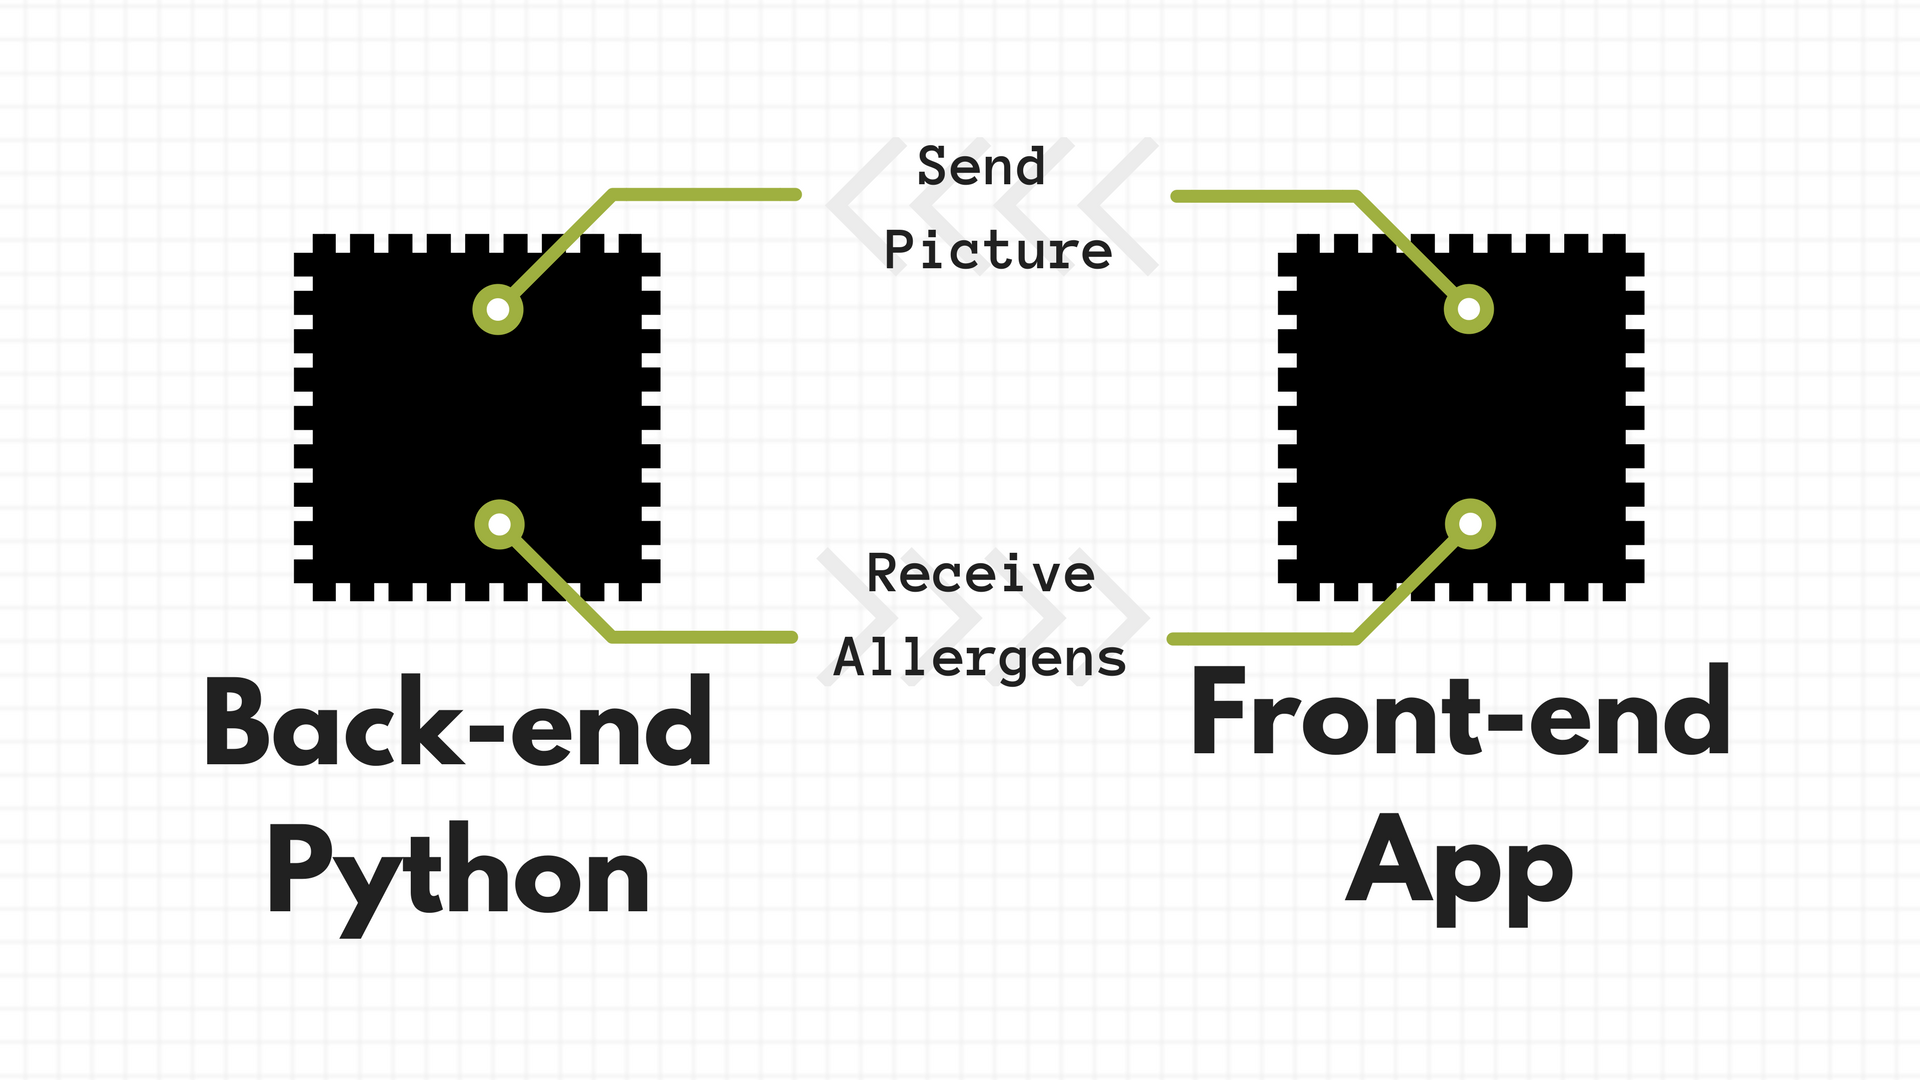 Send
Picture
Receive
Allergens
Back-end
Python
Front-end
App